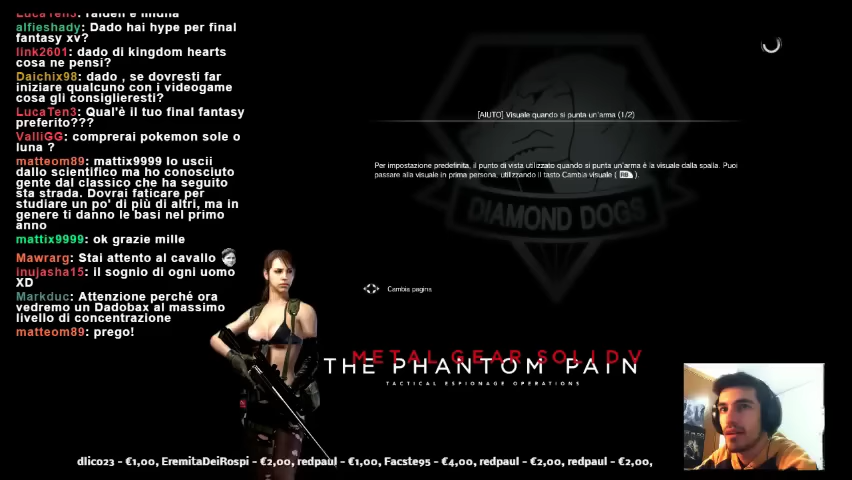 LucaTen3: raiden e limula
alfieshady: Dado hai hype per final
fantasy xv?
link2601: dado di kingdom hearts
cosa ne pensi?
Daichix98: dado , se dovresti far
iniziare qualcuno con i videogame
cosa gli consiglieresti?
LucaTen3: Qual'è il tuo final fantasy
preferito???
ValliGG: comprerai pokemon sole o
luna ?
matteom89: mattix9999 Io uscii
dallo scientifico ma ho conosciuto
gente dal classico che ha seguito
sta strada. Dovrai faticare per
studiare un po' di più di altri, ma in
genere ti danno le basi nel primo
anno
mattix9999: ok grazie mille
Mawrarg: Stai attento al cavallo
inujasha15: il sognio di ogni uomo
XD
Markduc: Attenzione perché ora
vedremo un Dadobax al massimo
livello di concentrazione
matteom89: prego!
[AIUTO] Visuale quando si punta un'arma (1/2)
Per impostazione predefinita, il punto di vista utilizzato quando si punta un'arma è la visuale dalla spalla. Puoi
passare alla visuale in prima persona, utilizzando il tasto Cambia visuale ( RB ).
DIAMOND DOGS
Cambia pagina
METAL GEAR SOLID V
THE PHANTOM PAIN
TACTICAL ESPIONAGE OPERATIONS
dlico23 - €1,00, EremitaDeiRospi - €2,00, redpaul - €1,00, Facste95 - €4,00, redpaul - €2,00, redpaul - €2,00,